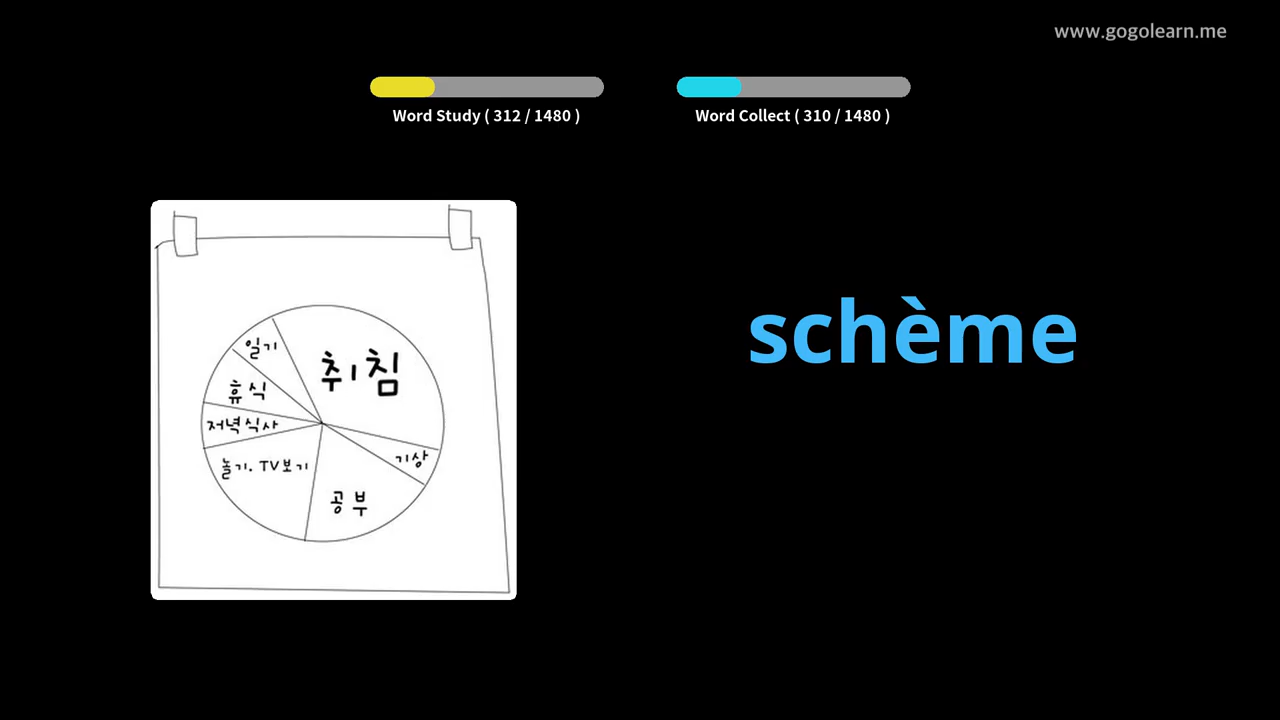 www.gogolearn.me
Word Study ( 312 / 1480 )
Word Collect ( 310 / 1480 )
일기
취침
휴식
저녁식사
놀기. TV보기
기상
공부
schème